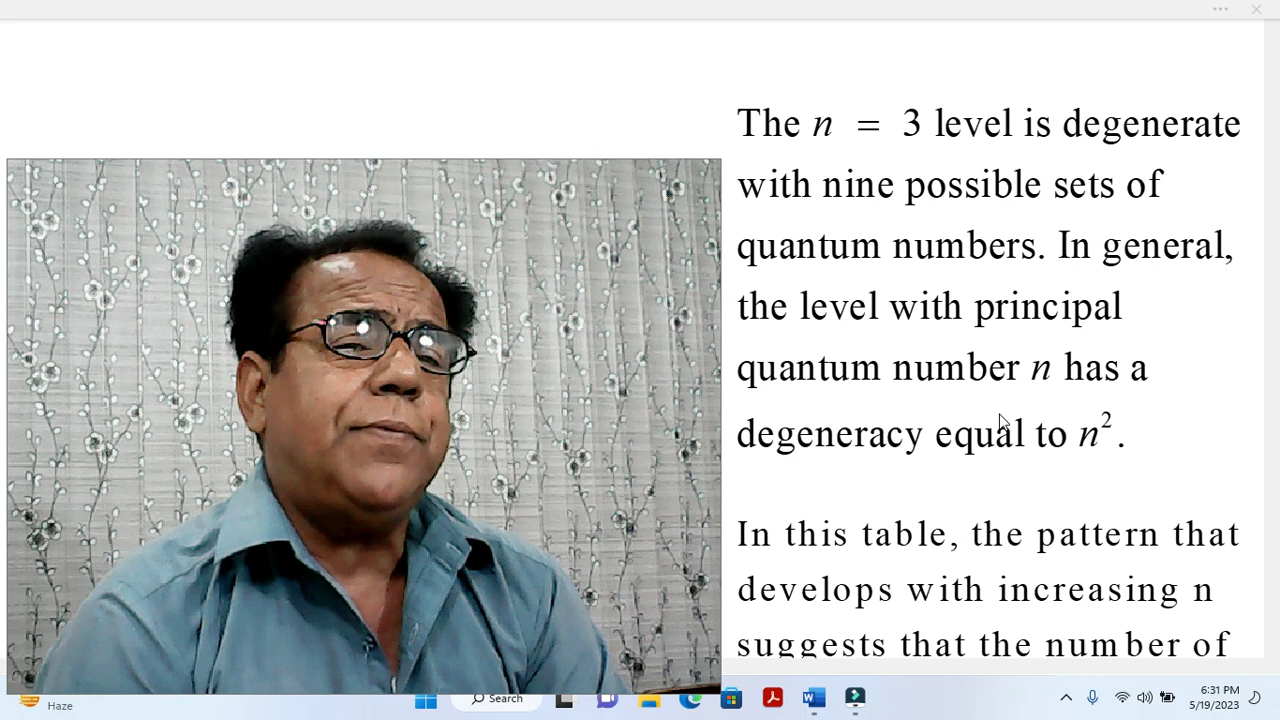 The n = 3 level is degenerate
with nine possible sets of
quantum numbers. In general,
the level with principal
quantum number n has a
degeneracy equal to n².
In this table, the pattern that
develops with increasing n
suggests that the number of
Haze
Search
6:31 PM
5/19/2023